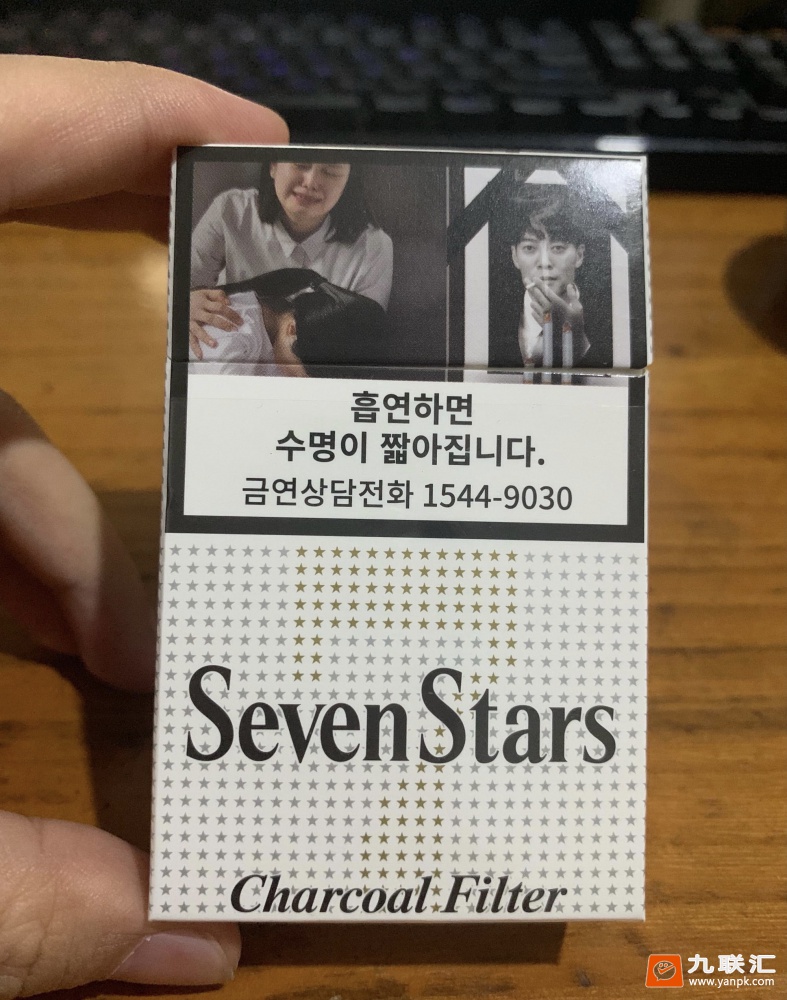 흡연하면
수명이 짧아집니다.
금연상담전화 1544-9030
Seven Stars
Charcoal Filter
九联汇
www.yanpk.com